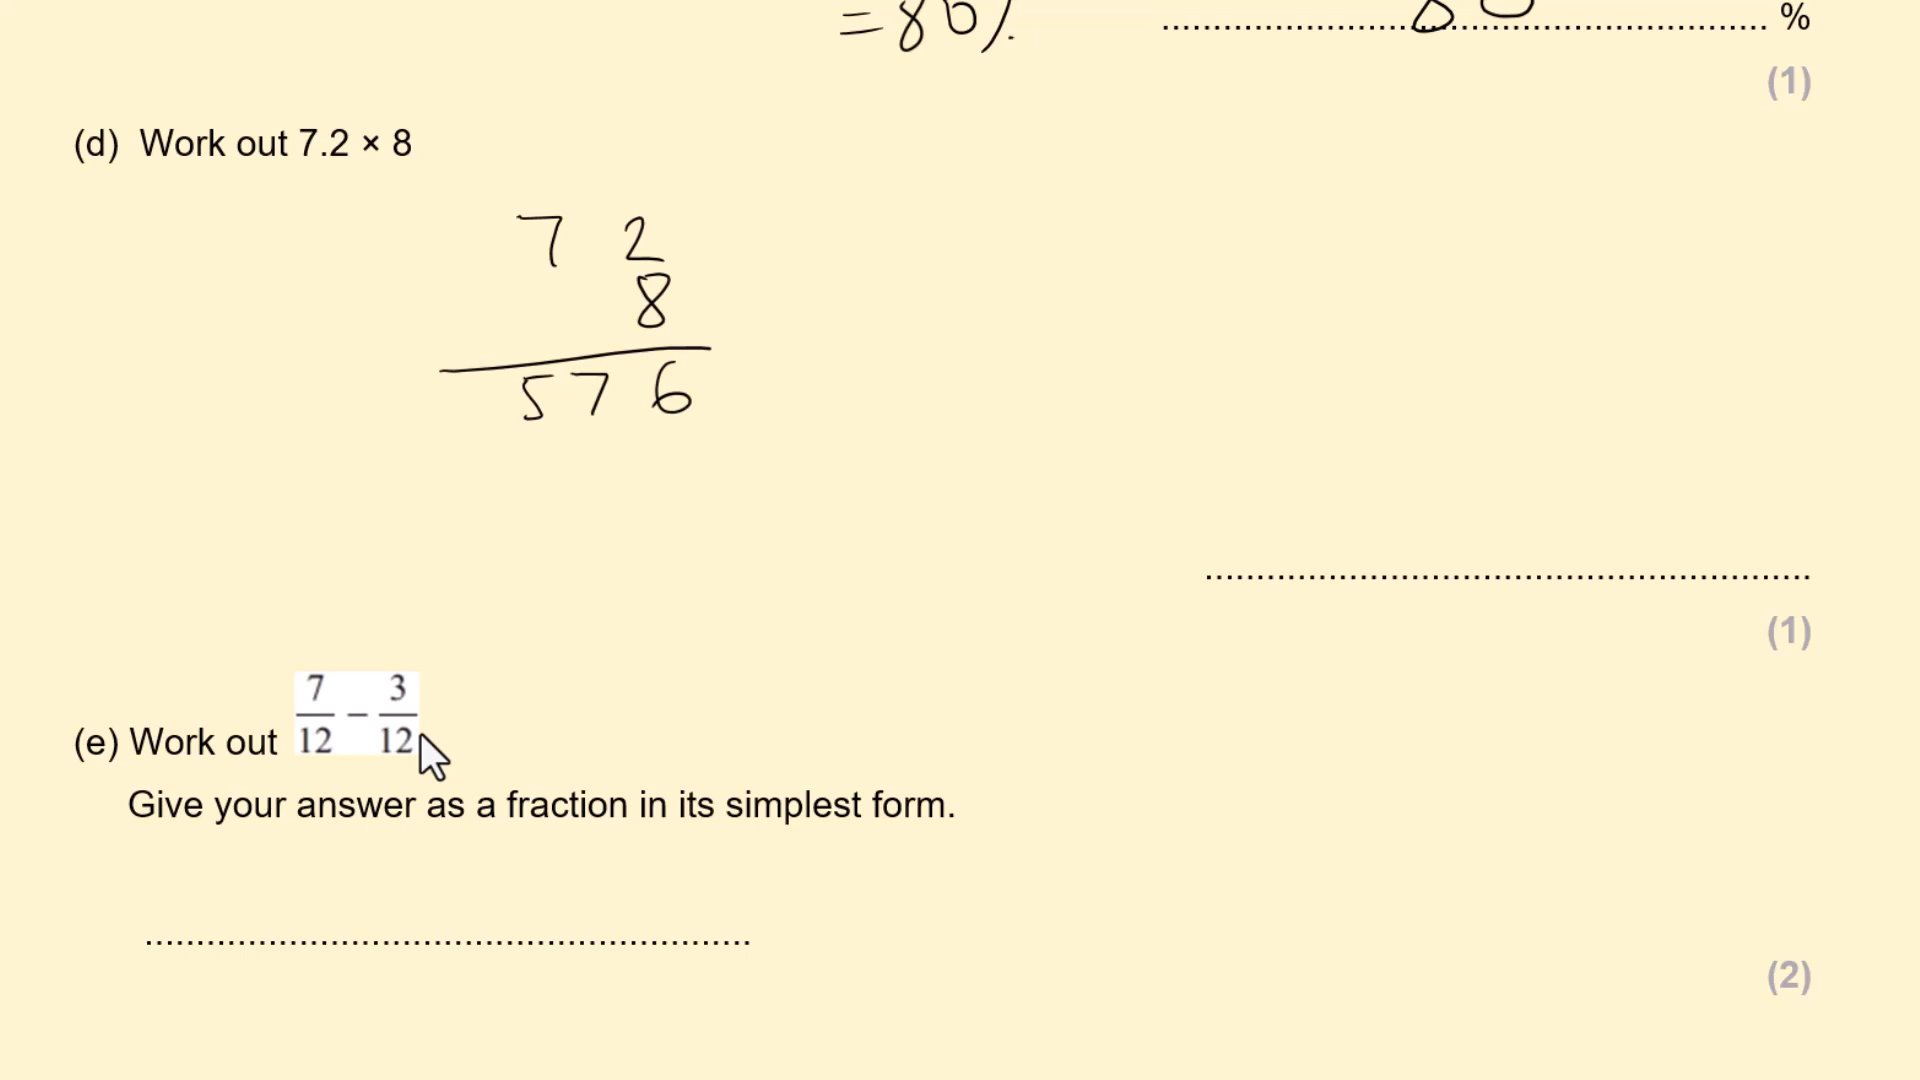 =80%
80 %
(1)
(d) Work out 7.2 × 8
7 2
8
5 7 6
(1)
(e) Work out 7/12 − 3/12
Give your answer as a fraction in its simplest form.
(2)